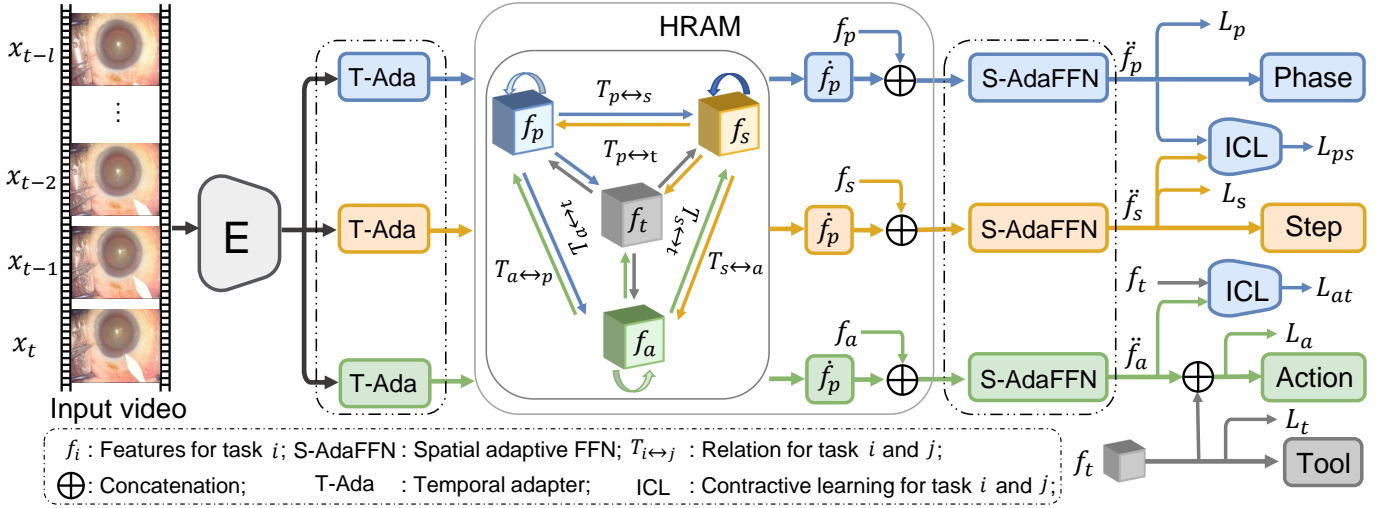 HRAM
x_{t-l}
⋮
x_{t-2}
x_{t-1}
x_t
Input video
E
T-Ada
T-Ada
T-Ada
f_p
f_s
f_t
f_a
T_{p↔s}
T_{p↔t}
T_{a↔t}
T_{s↔t}
T_{a↔p}
T_{s↔a}
f_p
ḟ_p
⊕
S-AdaFFN
f̈_p
L_p
Phase
ICL
L_{ps}
f_s
ḟ_p
⊕
S-AdaFFN
f̈_s
L_s
Step
f_t
ICL
L_{at}
f_a
ḟ_p
⊕
S-AdaFFN
f̈_a
L_a
⊕
Action
f_t
L_t
Tool
f_i : Features for task i; S-AdaFFN : Spatial adaptive FFN; T_{i↔j} : Relation for task i and j;
⊕ : Concatenation; T-Ada : Temporal adapter; ICL : Contractive learning for task i and j;